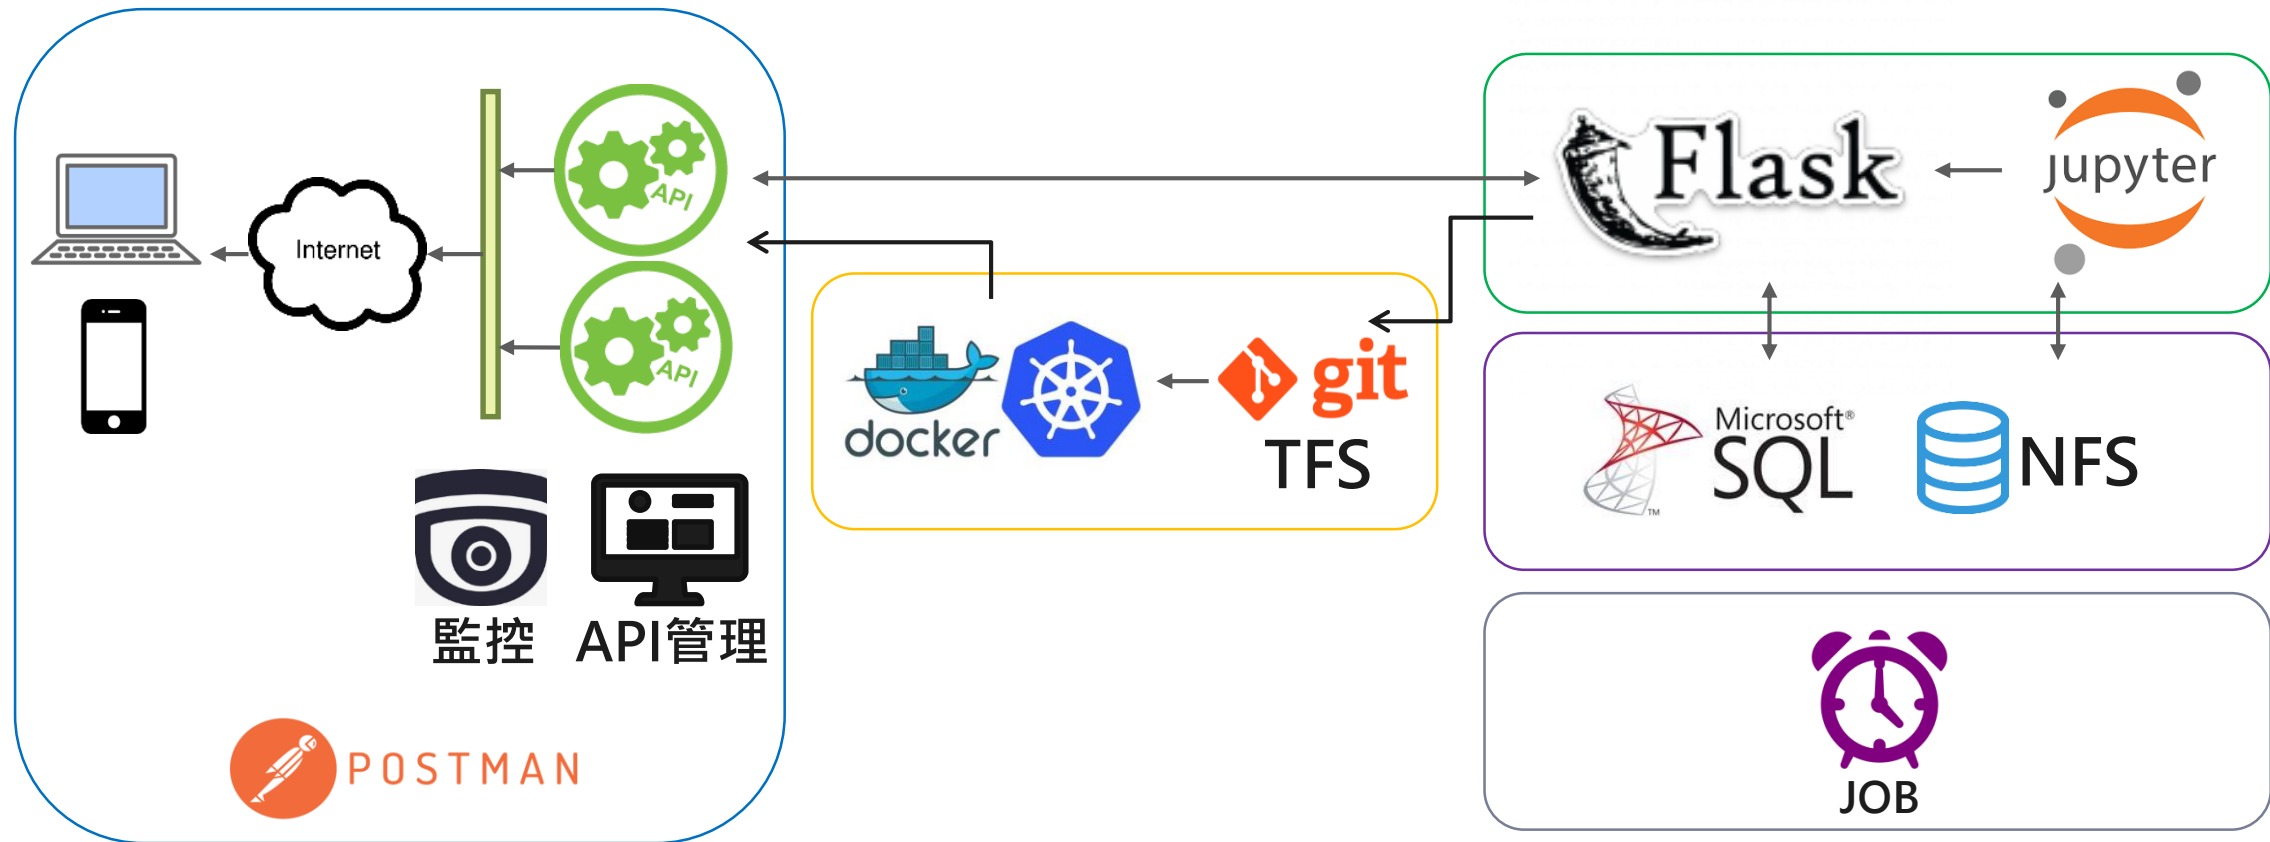 Internet
API
API
監控
API管理
POSTMAN
docker
git
TFS
Flask
jupyter
Microsoft®
SQL
TM
NFS
JOB